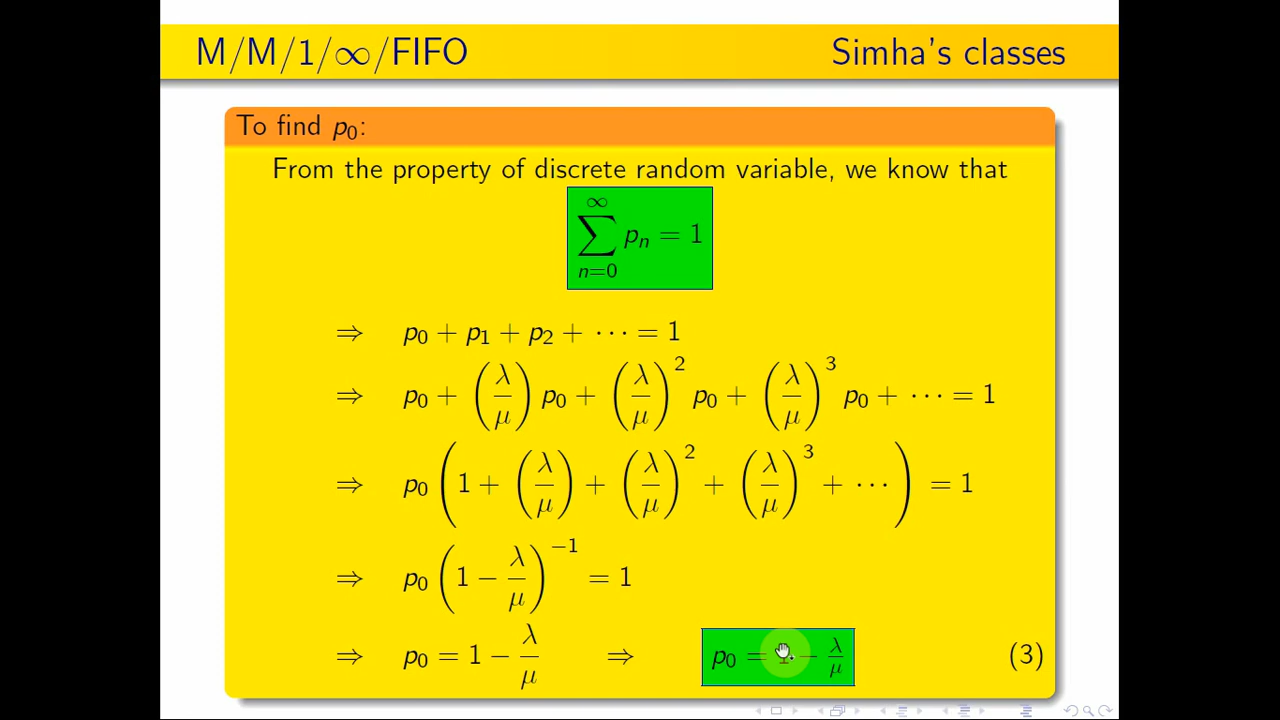 M/M/1/∞/FIFO
Simha's classes
To find p₀:
From the property of discrete random variable, we know that
∑_{n=0}^{∞} pₙ = 1
⇒ p₀ + p₁ + p₂ + ⋯ = 1
⇒ p₀ + (λ/μ) p₀ + (λ/μ)² p₀ + (λ/μ)³ p₀ + ⋯ = 1
⇒ p₀ (1 + (λ/μ) + (λ/μ)² + (λ/μ)³ + ⋯) = 1
⇒ p₀ (1 − λ/μ)⁻¹ = 1
⇒ p₀ = 1 − λ/μ ⇒ p₀ = 1 − λ/μ (3)